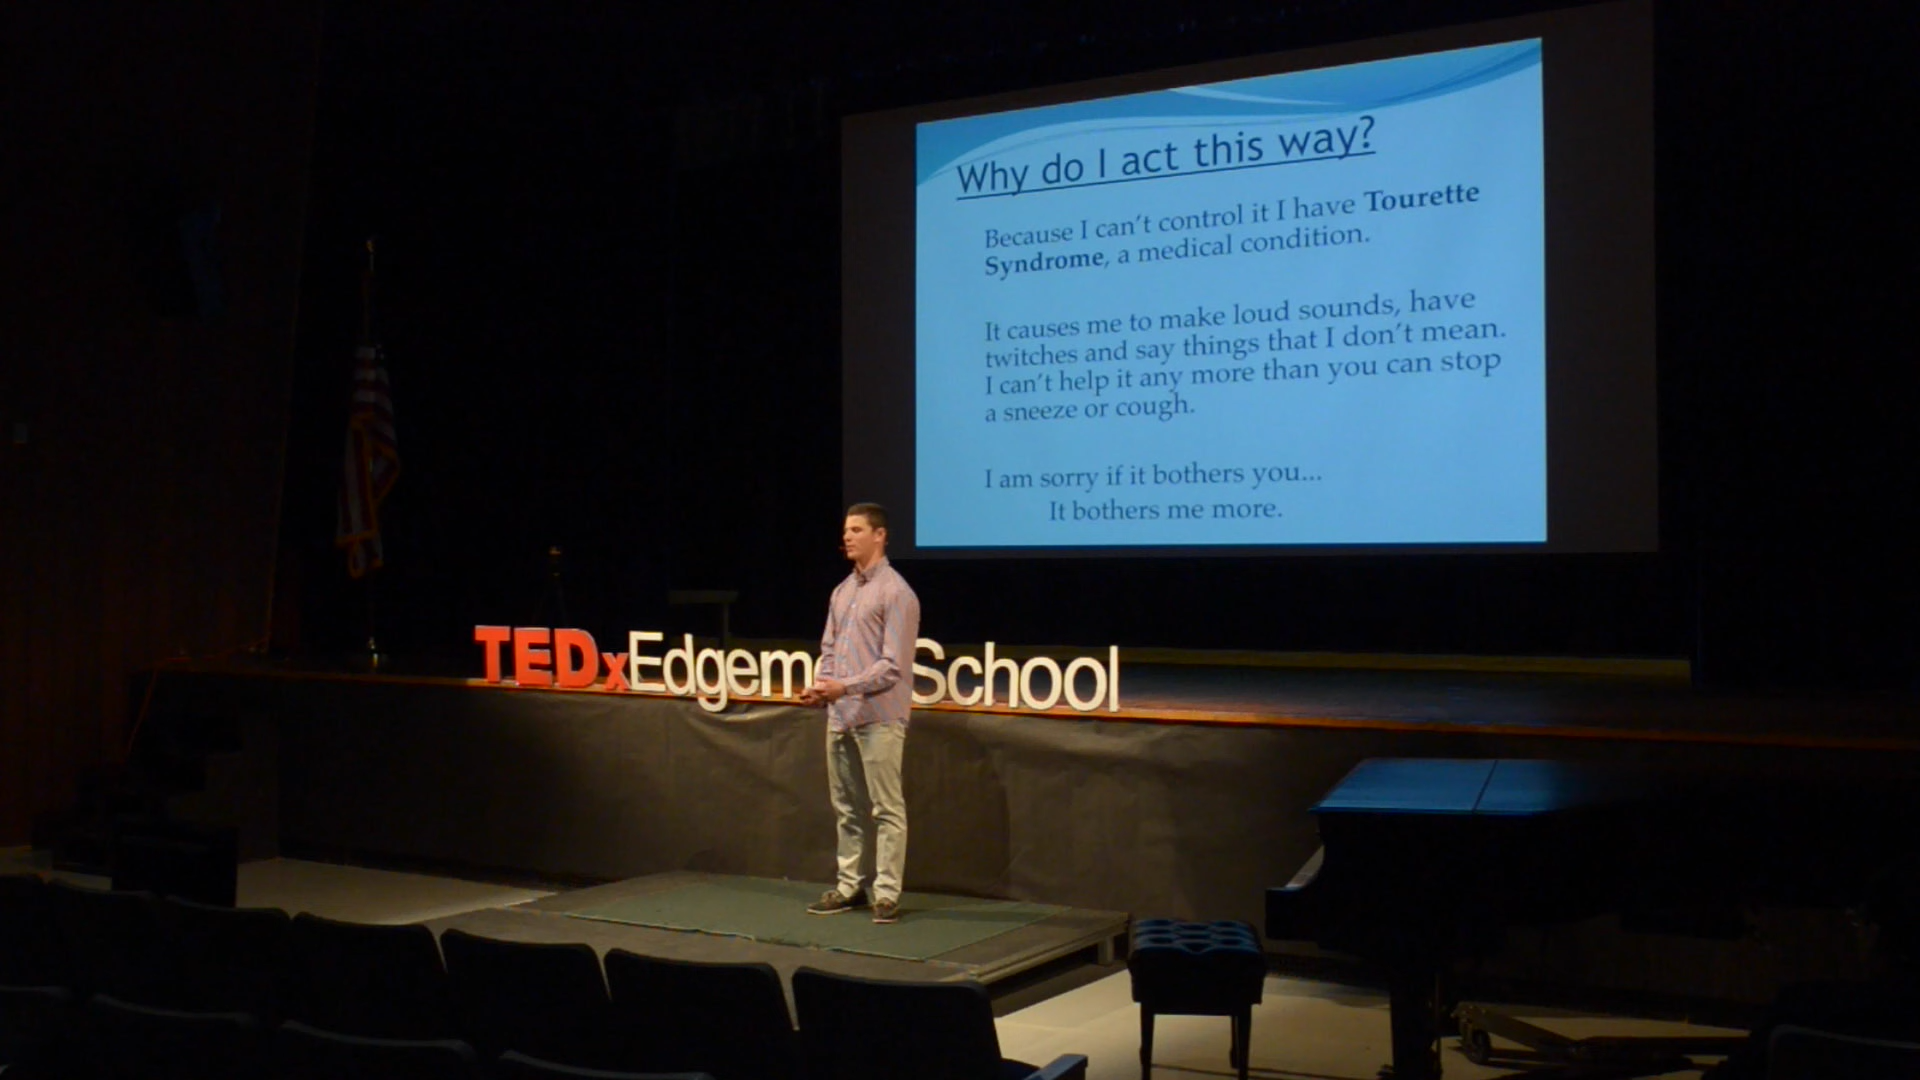 Why do I act this way?
Because I can't control it I have Tourette
Syndrome, a medical condition.
It causes me to make loud sounds, have
twitches and say things that I don't mean.
I can't help it any more than you can stop
a sneeze or cough.
I am sorry if it bothers you...
It bothers me more.
TEDxEdgem School